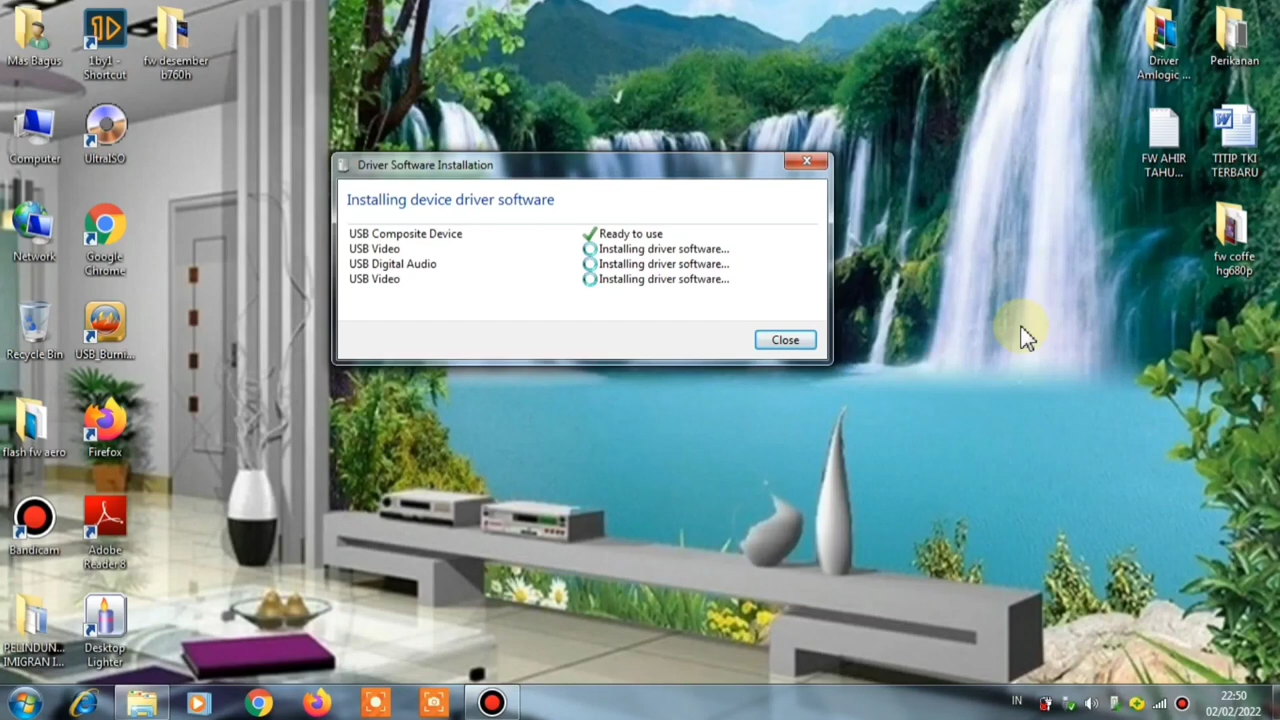 Mas Bagus
1by1 -
Shortcut
fw desember
b760h
Driver
Amlogic ...
Perikanan
Computer
UltraISO
FW AHIR
TAHU...
TITIP TKI
TERBARU
Driver Software Installation
Installing device driver software
USB Composite Device
Ready to use
USB Video
Installing driver software...
USB Digital Audio
Installing driver software...
USB Video
Installing driver software...
Close
Network
Google
Chrome
fw coffe
hg680p
Recycle Bin
USB_Burni...
flash fw aero
Firefox
Bandicam
Adobe
Reader 8
PELINDUN...
IMIGRAN I...
Desktop
Lighter
IN
22:50
02/02/2022